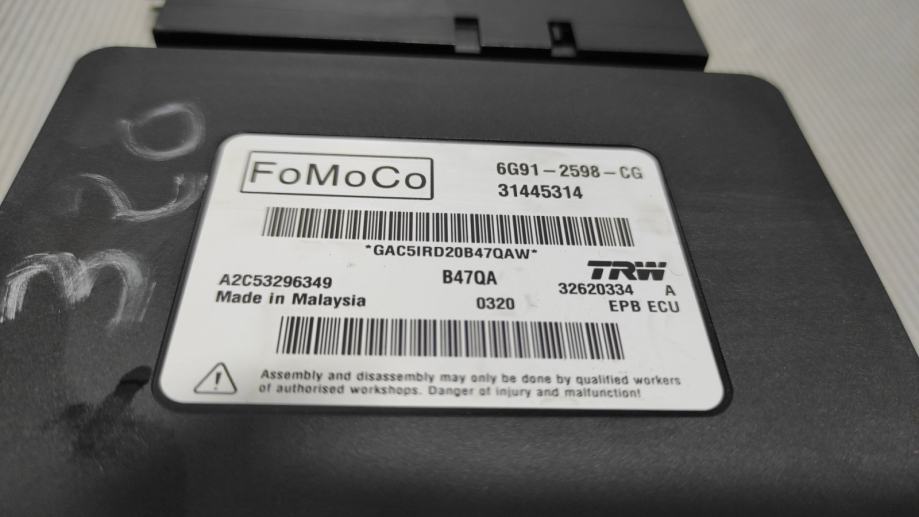 320
FoMoCo
6G91-2598-CG
31445314
*GAC5IRD20B47QAW*
A2C53296349
B47QA
TRW
32620334 A
Made in Malaysia
0320
EPB ECU
Assembly and disassembly may only be done by qualified workers
of authorised workshops. Danger of injury and malfunction!